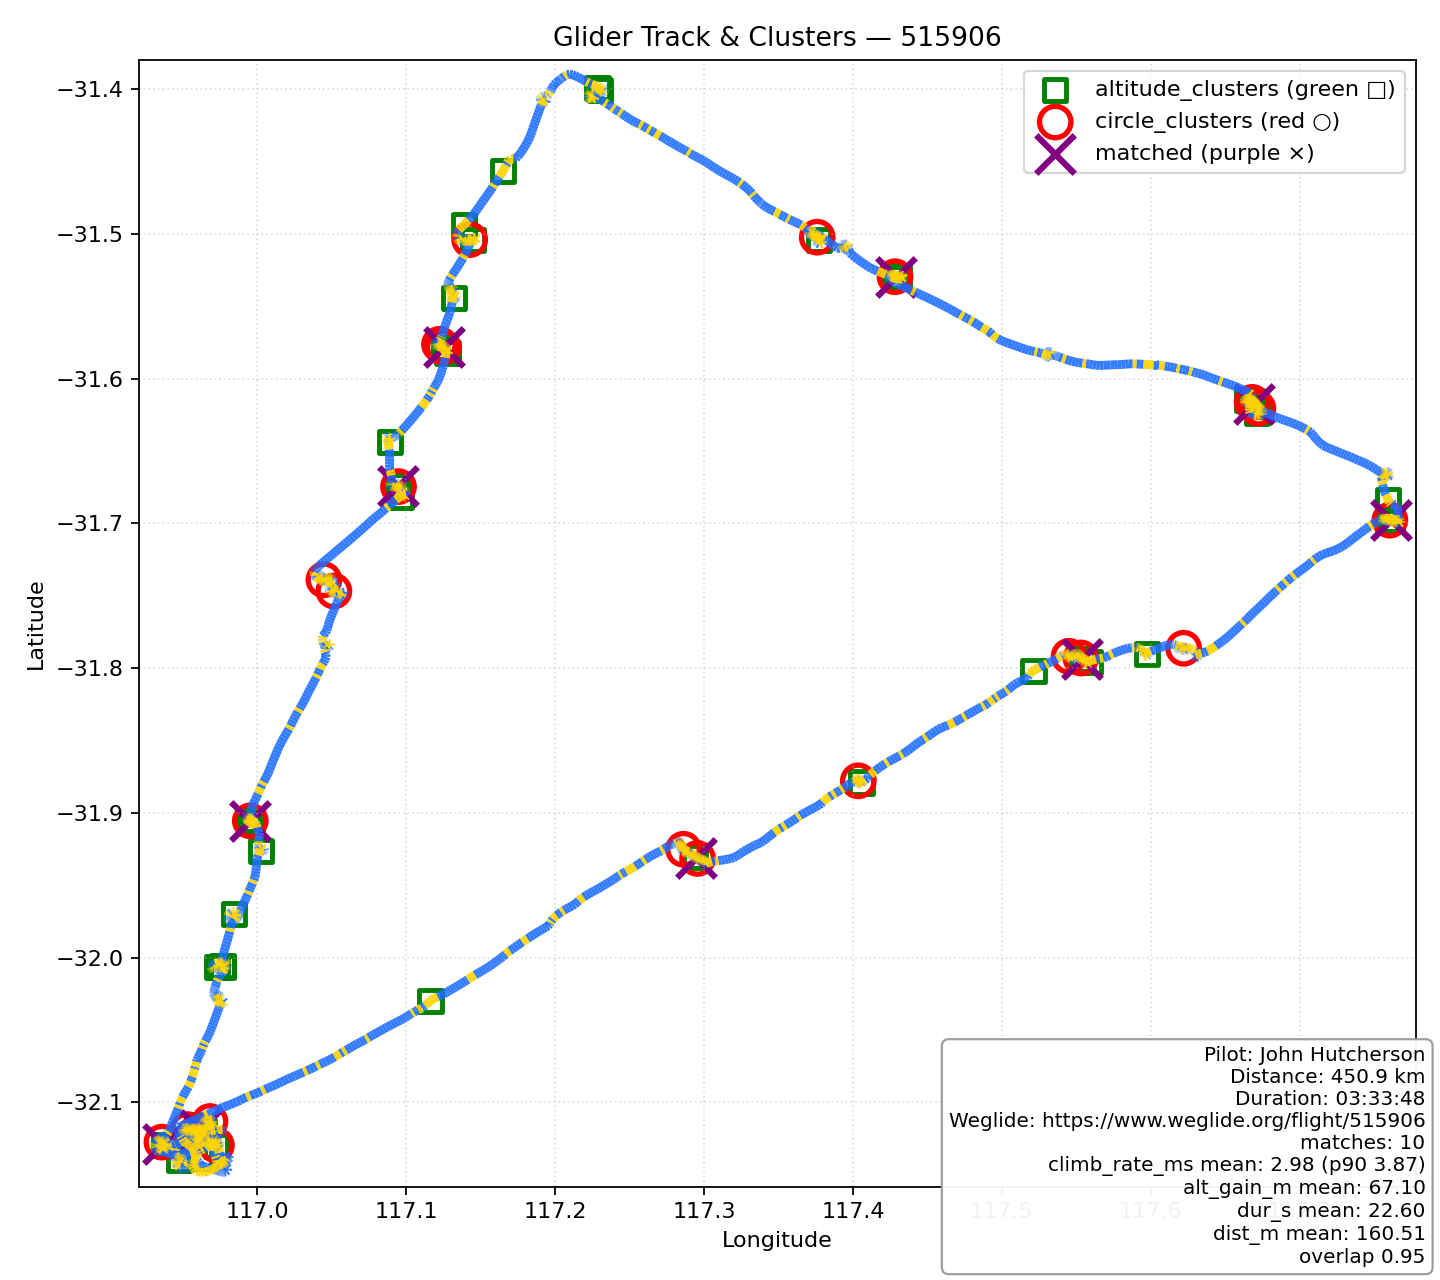 Glider Track & Clusters — 515906
altitude_clusters (green □)
circle_clusters (red ○)
matched (purple ×)
−31.4
−31.5
−31.6
−31.7
−31.8
−31.9
−32.0
−32.1
Latitude
117.0
117.1
117.2
117.3
117.4
117.5
117.6
Longitude
Pilot: John Hutcherson
Distance: 450.9 km
Duration: 03:33:48
Weglide: https://www.weglide.org/flight/515906
matches: 10
climb_rate_ms mean: 2.98 (p90 3.87)
alt_gain_m mean: 67.10
dur_s mean: 22.60
dist_m mean: 160.51
overlap 0.95